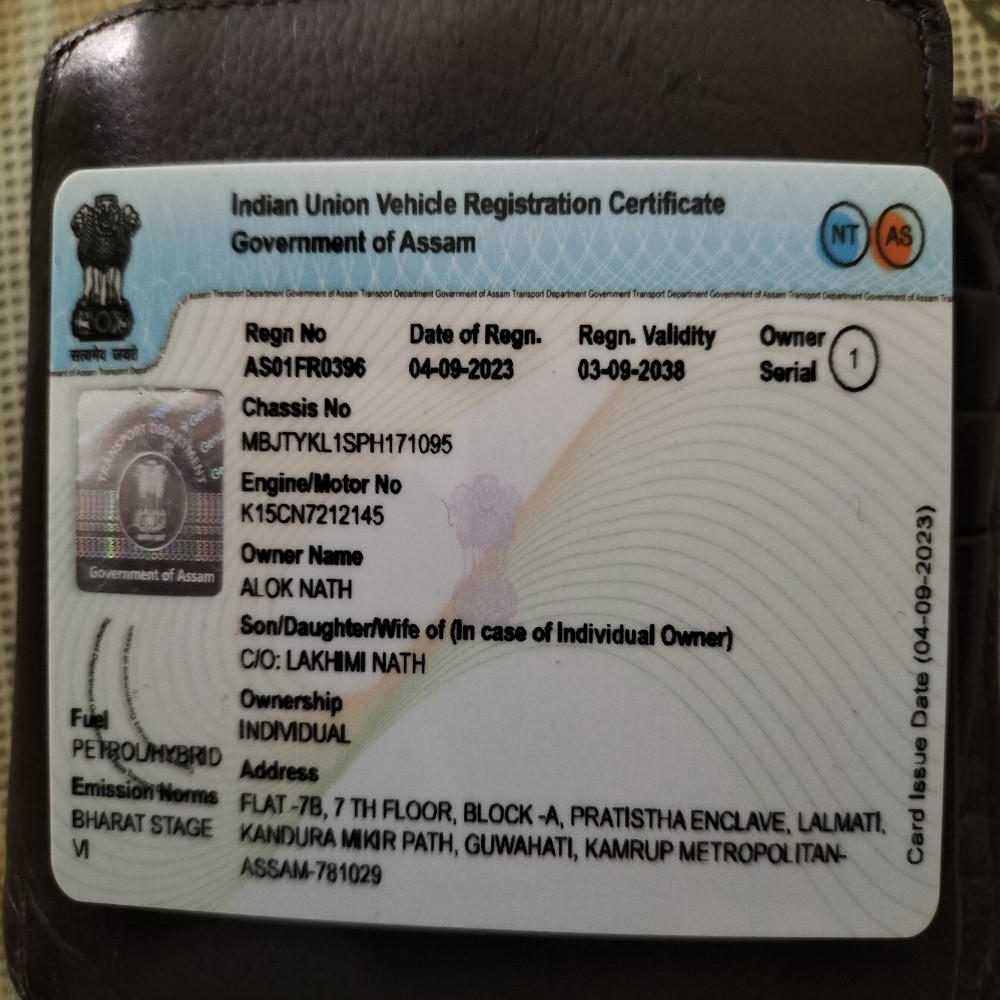 Indian Union Vehicle Registration Certificate
Government of Assam
NT AS
सत्यमेव जयते
Regn No Date of Regn. Regn. Validity Owner Serial 1
AS01FR0396 04-09-2023 03-09-2038
Chassis No
MBJTYKL1SPH171095
Engine/Motor No
K15CN7212145
TRANSPORT DEPARTMENT
Government of Assam
Owner Name
ALOK NATH
Son/Daughter/Wife of (In case of Individual Owner)
C/O: LAKHIMI NATH
Ownership
INDIVIDUAL
Fuel
PETROL/HYBRID
Emission Norms
BHARAT STAGE
VI
Address
FLAT -7B, 7 TH FLOOR, BLOCK -A, PRATISTHA ENCLAVE, LALMATI,
KANDURA MIKIR PATH, GUWAHATI, KAMRUP METROPOLITAN-
ASSAM-781029
Card Issue Date (04-09-2023)